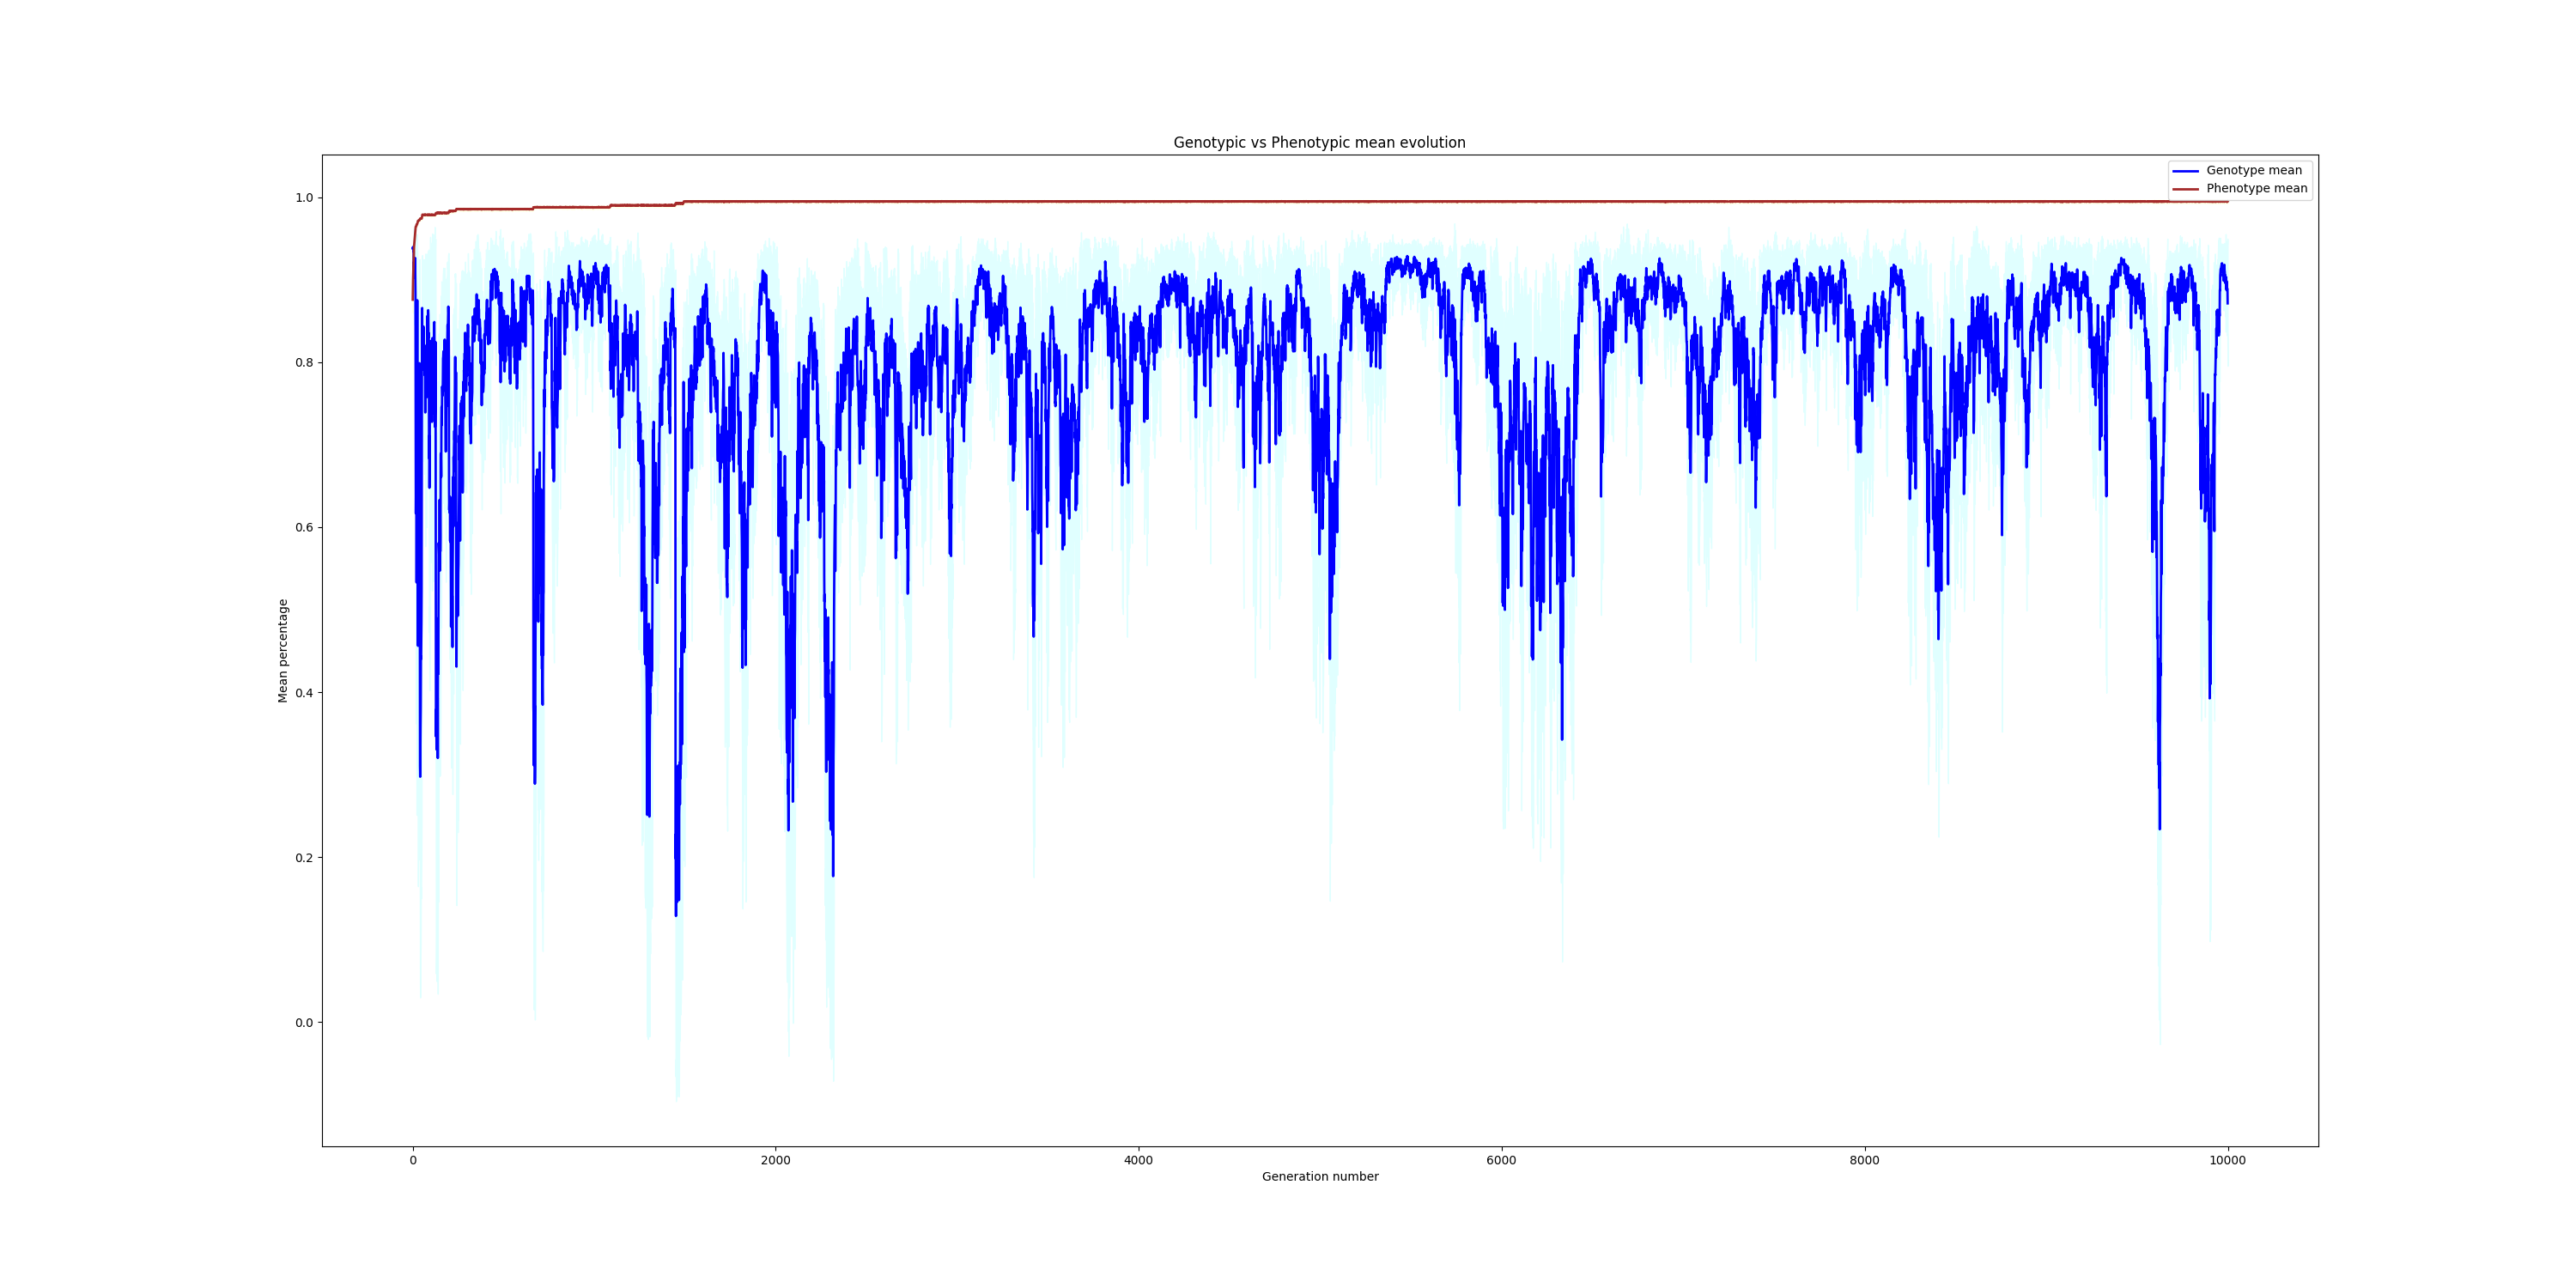 Genotypic vs Phenotypic mean evolution
Genotype mean
Phenotype mean
1.0
0.8
0.6
0.4
0.2
0.0
Mean percentage
0
2000
4000
6000
8000
10000
Generation number